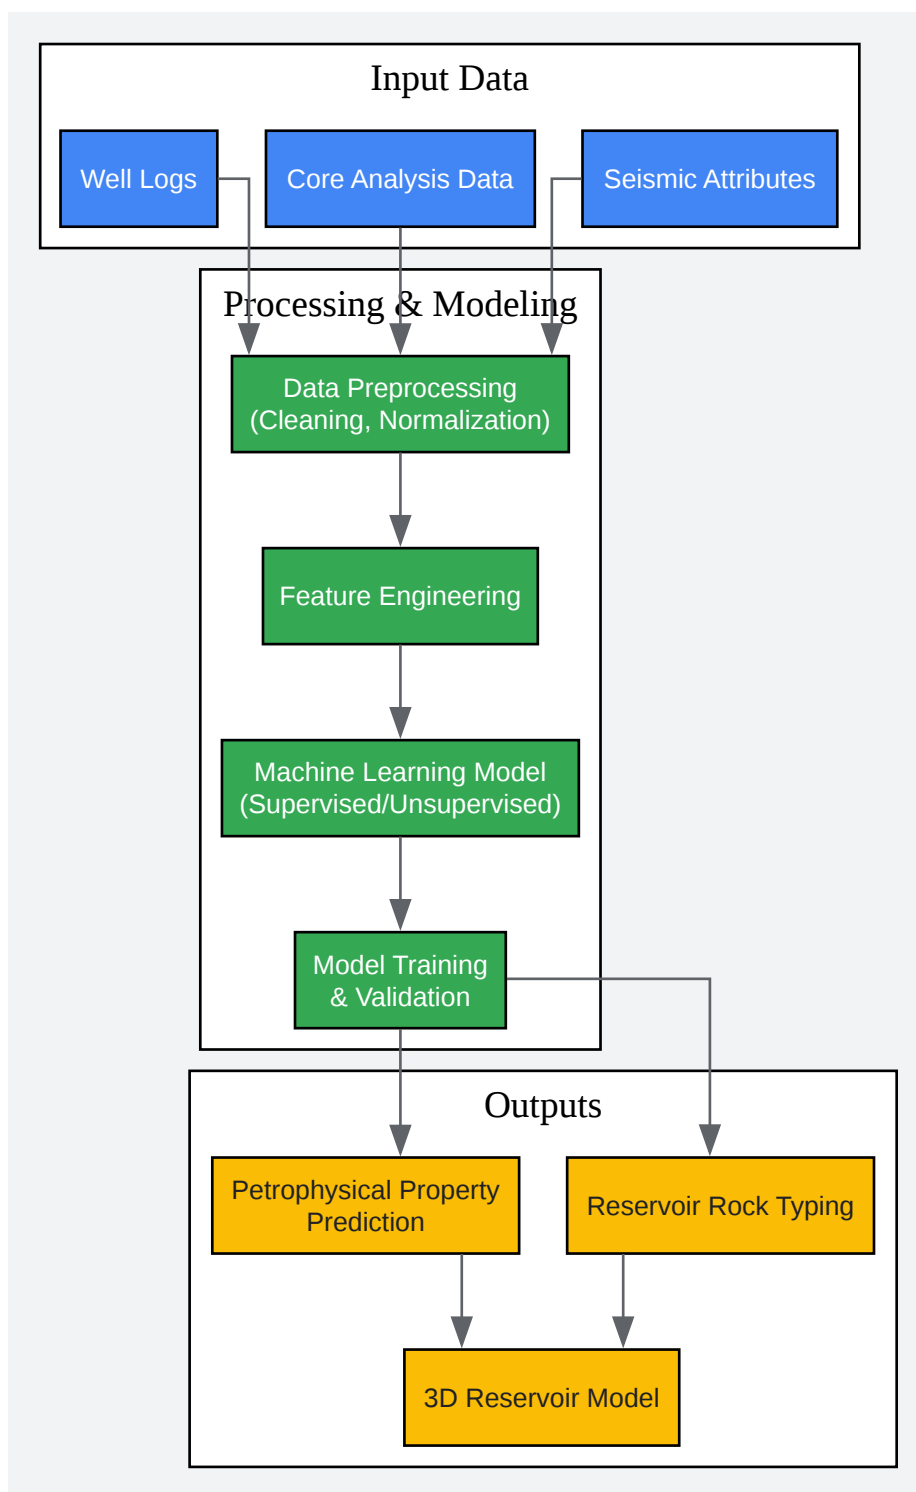 Input Data
Well Logs
Core Analysis Data
Seismic Attributes
Processing & Modeling
Data Preprocessing
(Cleaning, Normalization)
Feature Engineering
Machine Learning Model
(Supervised/Unsupervised)
Model Training
& Validation
Outputs
Petrophysical Property
Prediction
Reservoir Rock Typing
3D Reservoir Model